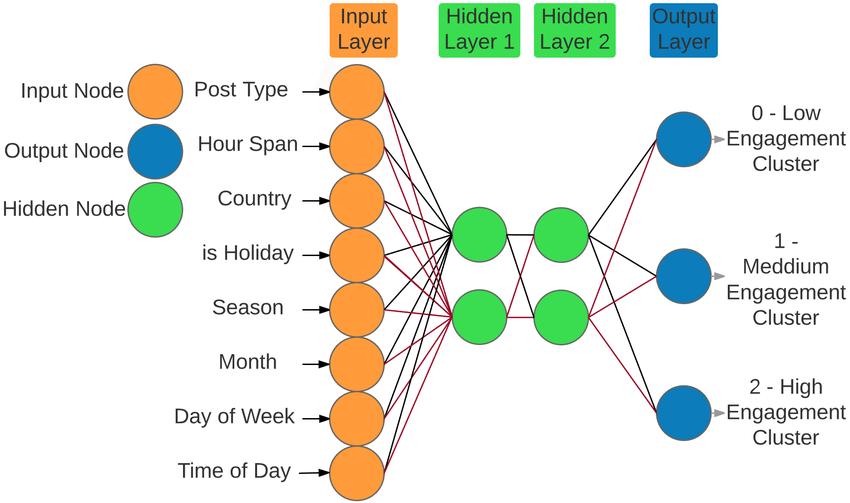 Input
Layer
Hidden
Layer 1
Hidden
Layer 2
Output
Layer
Input Node
Output Node
Hidden Node
Post Type
Hour Span
Country
is Holiday
Season
Month
Day of Week
Time of Day
0 - Low
Engagement
Cluster
1 -
Meddium
Engagement
Cluster
2 - High
Engagement
Cluster